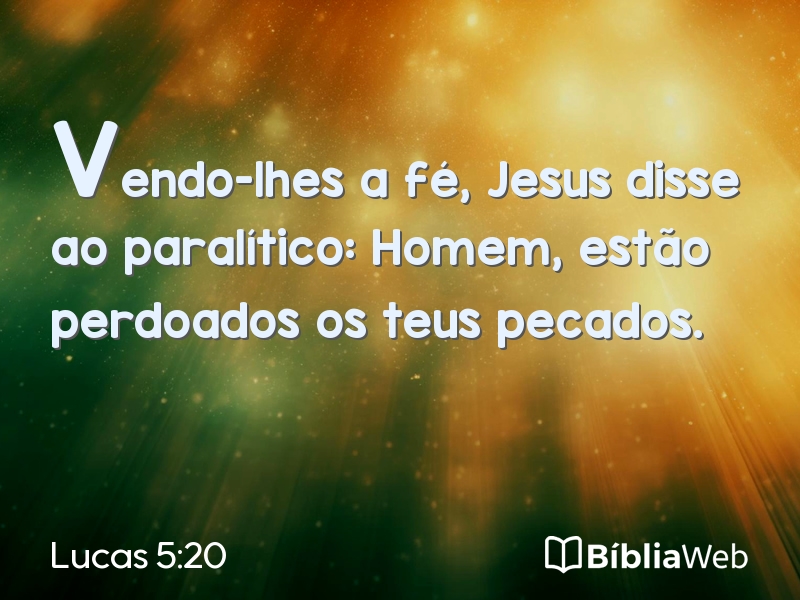 Vendo-lhes a fé, Jesus disse
ao paralítico: Homem, estão
perdoados os teus pecados.
Lucas 5:20
BíbliaWeb